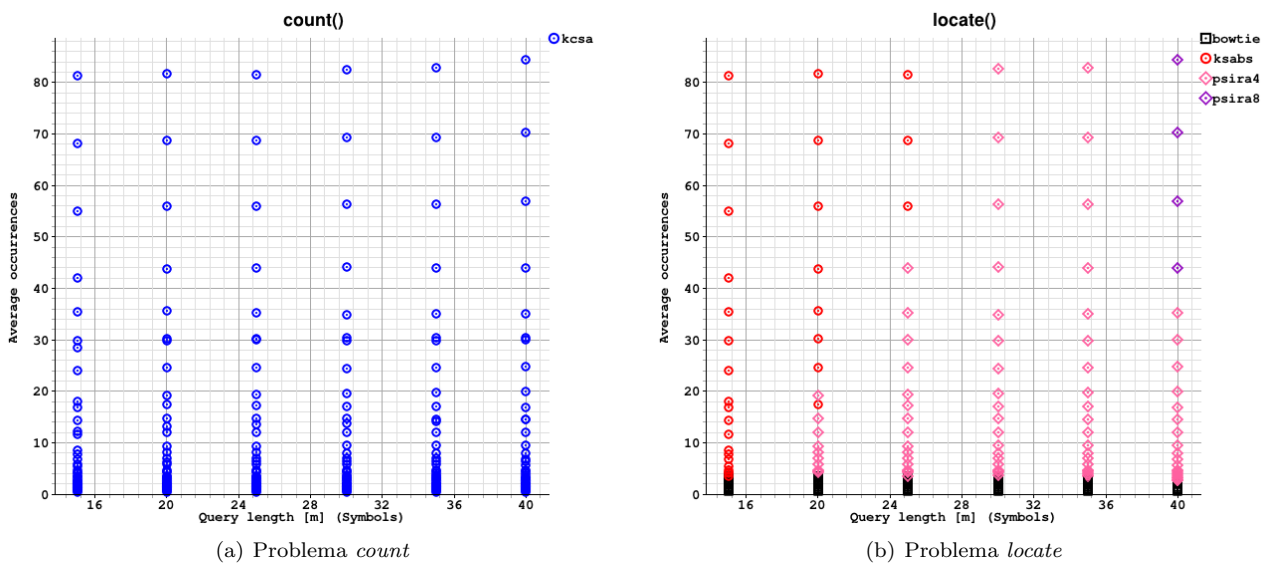 count()
kcsa
80
70
60
50
40
30
20
10
0
Average occurrences
16
20
24
28
32
36
40
Query length [m] (Symbols)
(a) Problema count
locate()
bowtie
ksabs
psira4
psira8
80
70
60
50
40
30
20
10
0
Average occurrences
16
20
24
28
32
36
40
Query length [m] (Symbols)
(b) Problema locate